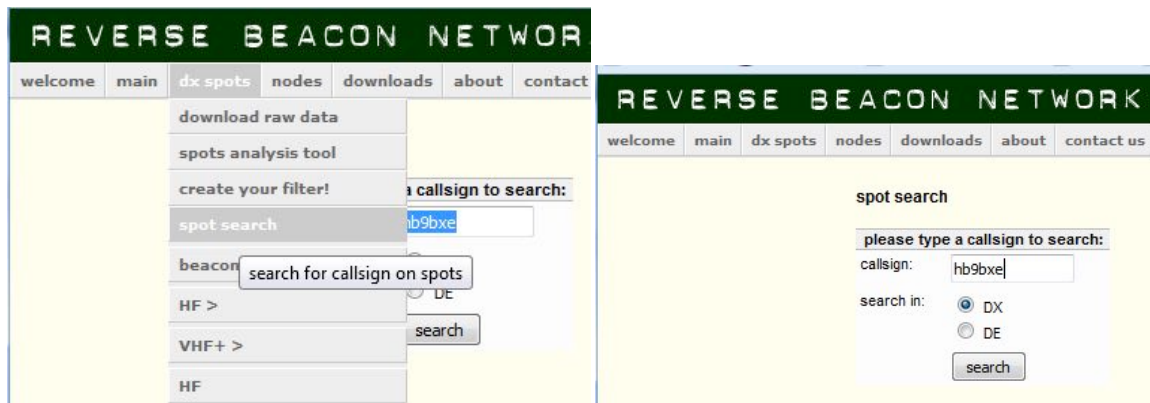 REVERSE BEACON NETWOR
welcome main dx spots nodes downloads about contact
download raw data
spots analysis tool
create your filter!
a callsign to search:
spot search
hb9bxe
beacon
search for callsign on spots
DE
HF >
search
VHF+ >
HF
REVERSE BEACON NETWORK
welcome main dx spots nodes downloads about contact us
spot search
please type a callsign to search:
callsign: hb9bxe
search in: DX
DE
search